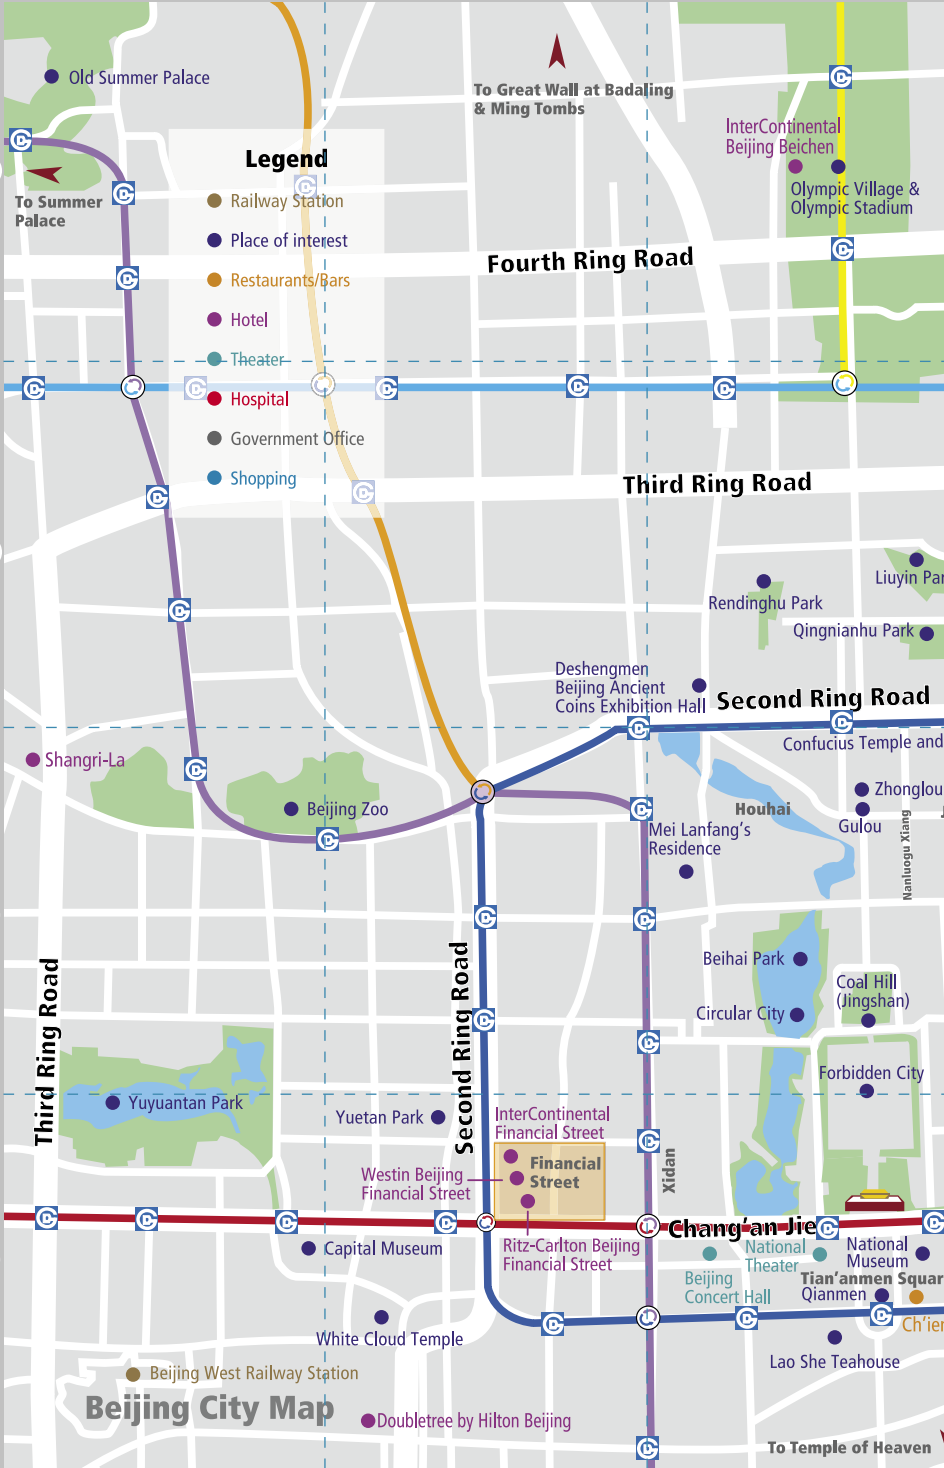 Old Summer Palace
To Great Wall at Badaling
& Ming Tombs
InterContinental
Beijing Beichen
Olympic Village &
Olympic Stadium
To Summer
Palace
Legend
Railway Station
Place of interest
Restaurants/Bars
Hotel
Theater
Hospital
Government Office
Shopping
Fourth Ring Road
Third Ring Road
Liuyin Par
Rendinghu Park
Qingnianhu Park
Deshengmen
Beijing Ancient
Coins Exhibition Hall
Second Ring Road
Confucius Temple and
Shangri-La
Beijing Zoo
Zhonglou
Houhai
Gulou
Nanluogu Xiang
Mei Lanfang's
Residence
Third Ring Road
Second Ring Road
Beihai Park
Coal Hill
(Jingshan)
Circular City
Forbidden City
Yuyuantan Park
Yuetan Park
InterContinental
Financial Street
Financial
Street
Westin Beijing
Financial Street
Xidan
Chang'an Jie
Ritz-Carlton Beijing
Financial Street
Capital Museum
National
Theater
National
Museum
Beijing
Concert Hall
Tian'anmen Squar
Qianmen
Ch'ien
White Cloud Temple
Lao She Teahouse
Beijing West Railway Station
Beijing City Map
Doubletree by Hilton Beijing
To Temple of Heaven